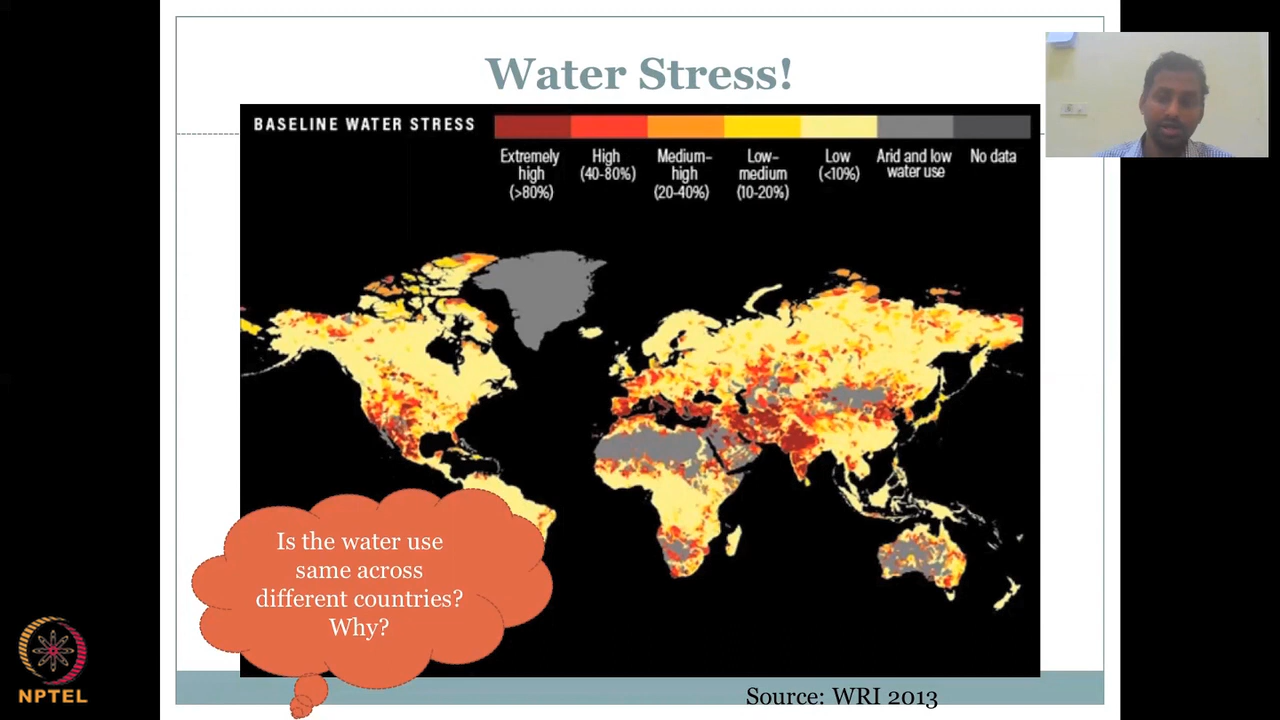 Water Stress!
BASELINE WATER STRESS
Extremely
high
(>80%)
High
(40-80%)
Medium–
high
(20-40%)
Low–
medium
(10-20%)
Low
(<10%)
Arid and low
water use
No data
Is the water use
same across
different countries?
Why?
NPTEL
Source: WRI 2013